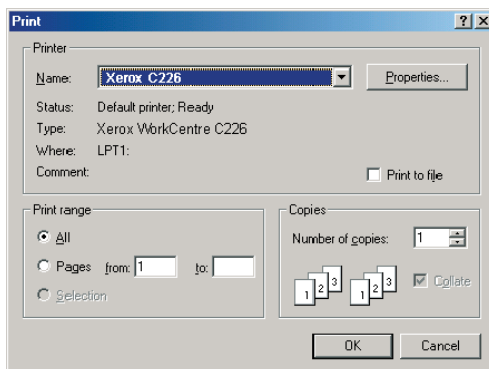 Print
Printer
Name: Xerox C226 Properties...
Status: Default printer; Ready
Type: Xerox WorkCentre C226
Where: LPT1:
Comment: Print to file
Print range
All
Pages from: 1 to:
Selection
Copies
Number of copies: 1
1 2 3 1 2 3 Collate
OK Cancel